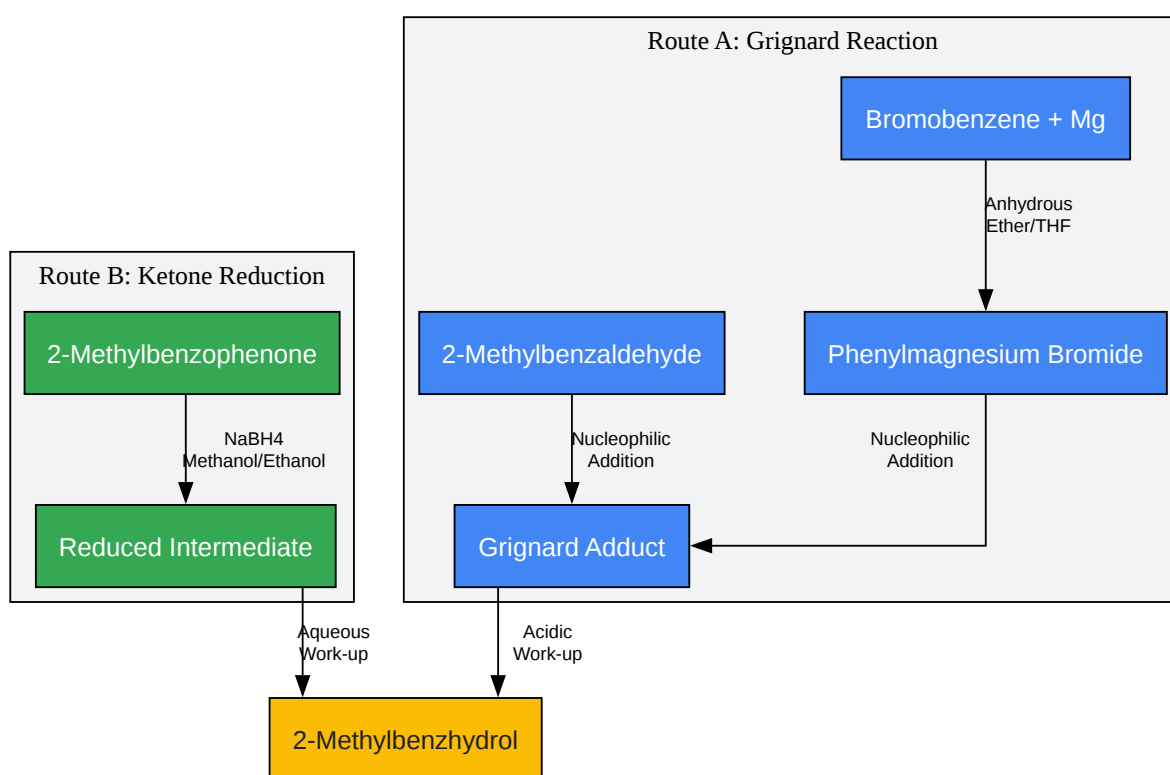 Route A: Grignard Reaction
Bromobenzene + Mg
Anhydrous
Ether/THF
Route B: Ketone Reduction
2-Methylbenzophenone
2-Methylbenzaldehyde
Phenylmagnesium Bromide
NaBH4
Methanol/Ethanol
Nucleophilic
Addition
Nucleophilic
Addition
Reduced Intermediate
Grignard Adduct
Aqueous
Work-up
Acidic
Work-up
2-Methylbenzhydrol